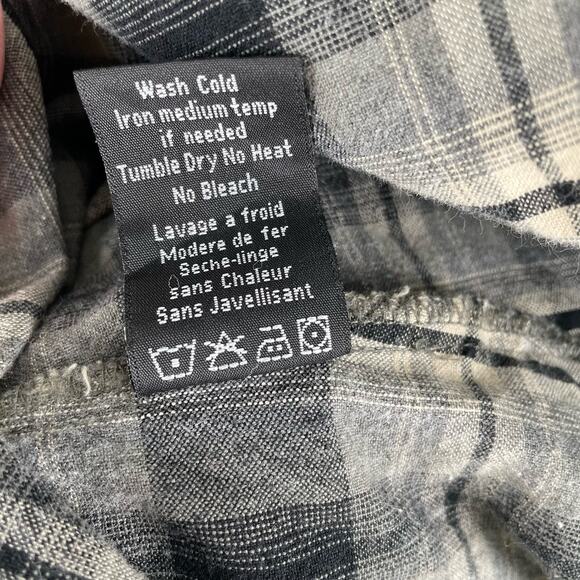 Wash Cold
Iron medium temp
if needed
Tumble Dry No Heat
No Bleach
Lavage a froid
Modere de fer
Seche-linge
sans Chaleur
Sans Javellisant